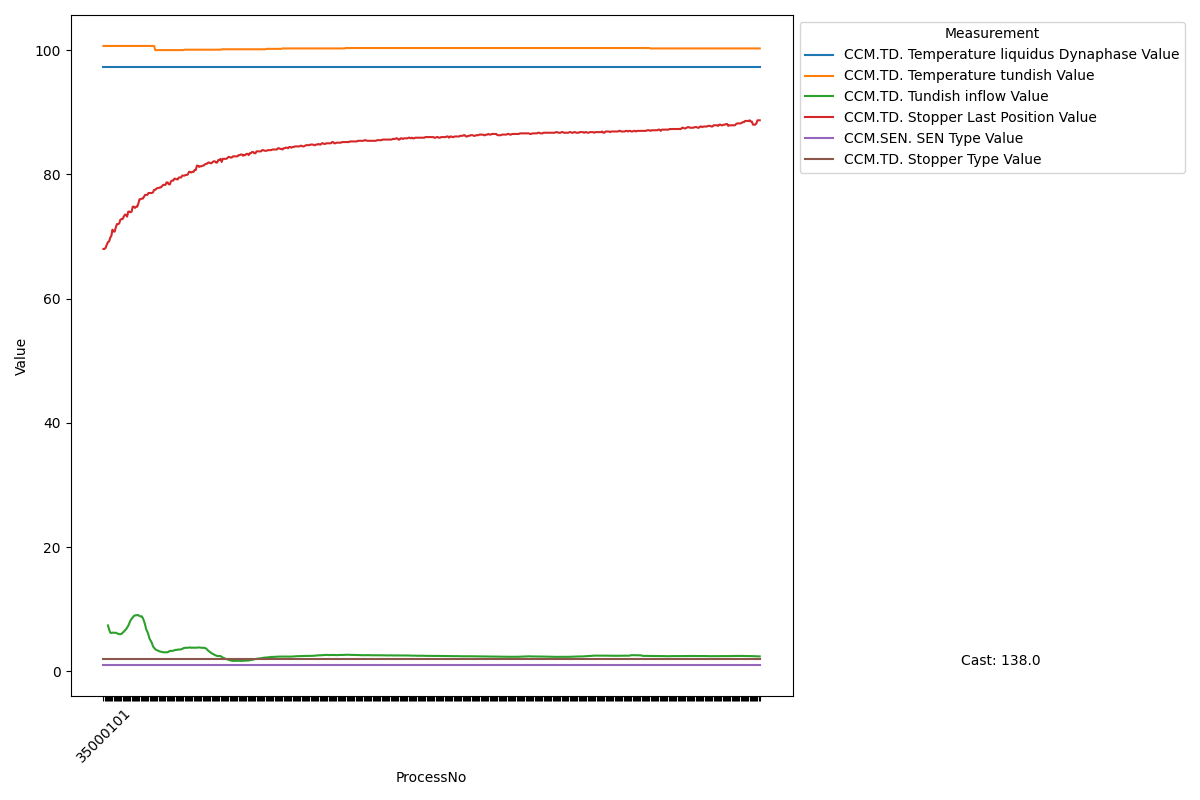 Measurement
CCM.TD. Temperature liquidus Dynaphase Value
CCM.TD. Temperature tundish Value
CCM.TD. Tundish inflow Value
CCM.TD. Stopper Last Position Value
CCM.SEN. SEN Type Value
CCM.TD. Stopper Type Value
100
80
60
40
20
0
Value
35000101
ProcessNo
Cast: 138.0